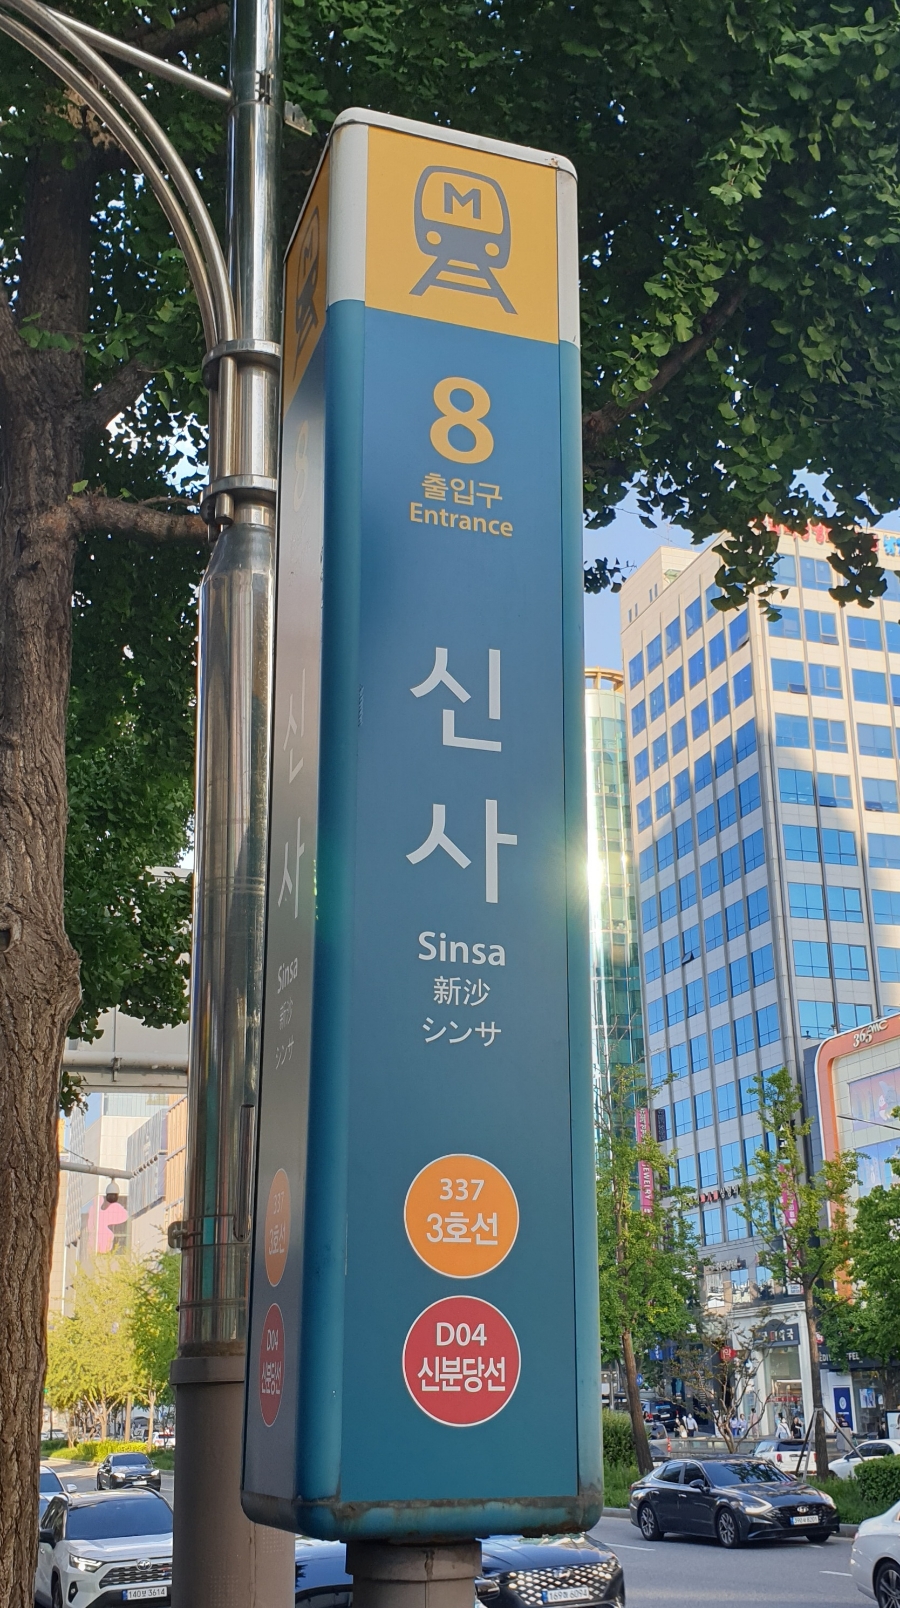 M
8
출입구
Entrance
신
사
Sinsa
新沙
シンサ
337
3호선
D04
신분당선
365mc